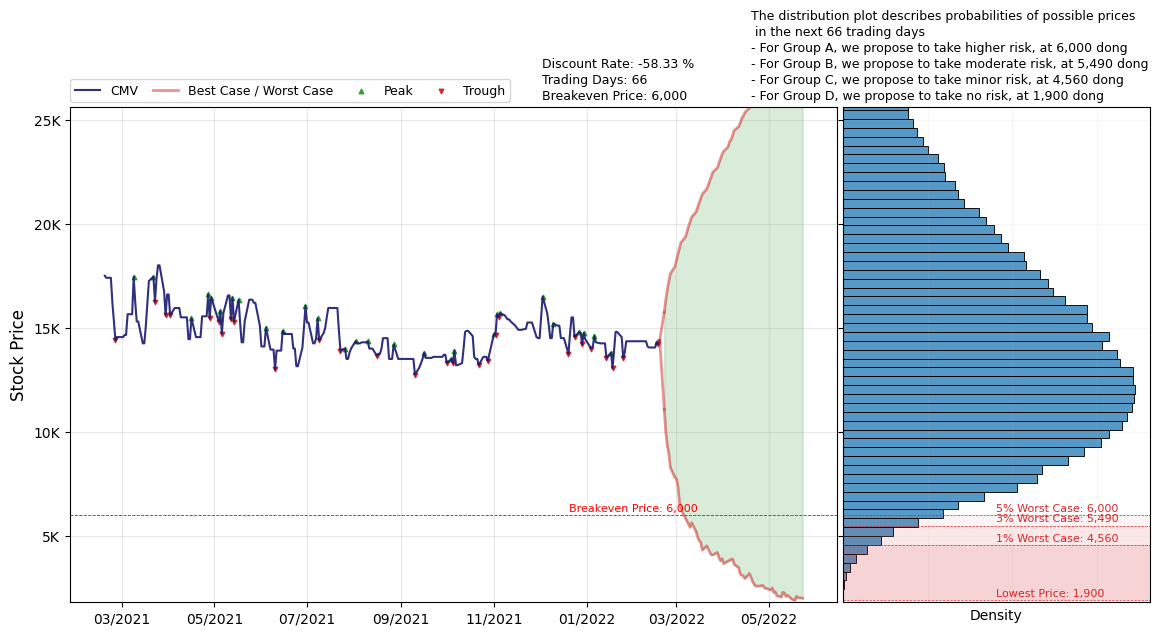 The distribution plot describes probabilities of possible prices
in the next 66 trading days
- For Group A, we propose to take higher risk, at 6,000 dong
- For Group B, we propose to take moderate risk, at 5,490 dong
- For Group C, we propose to take minor risk, at 4,560 dong
- For Group D, we propose to take no risk, at 1,900 dong
Discount Rate: -58.33 %
Trading Days: 66
Breakeven Price: 6,000
CMV
Best Case / Worst Case
Peak
Trough
Stock Price
25K
20K
15K
10K
5K
Breakeven Price: 6,000
03/2021
05/2021
07/2021
09/2021
11/2021
01/2022
03/2022
05/2022
5% Worst Case: 6,000
3% Worst Case: 5,490
1% Worst Case: 4,560
Lowest Price: 1,900
Density